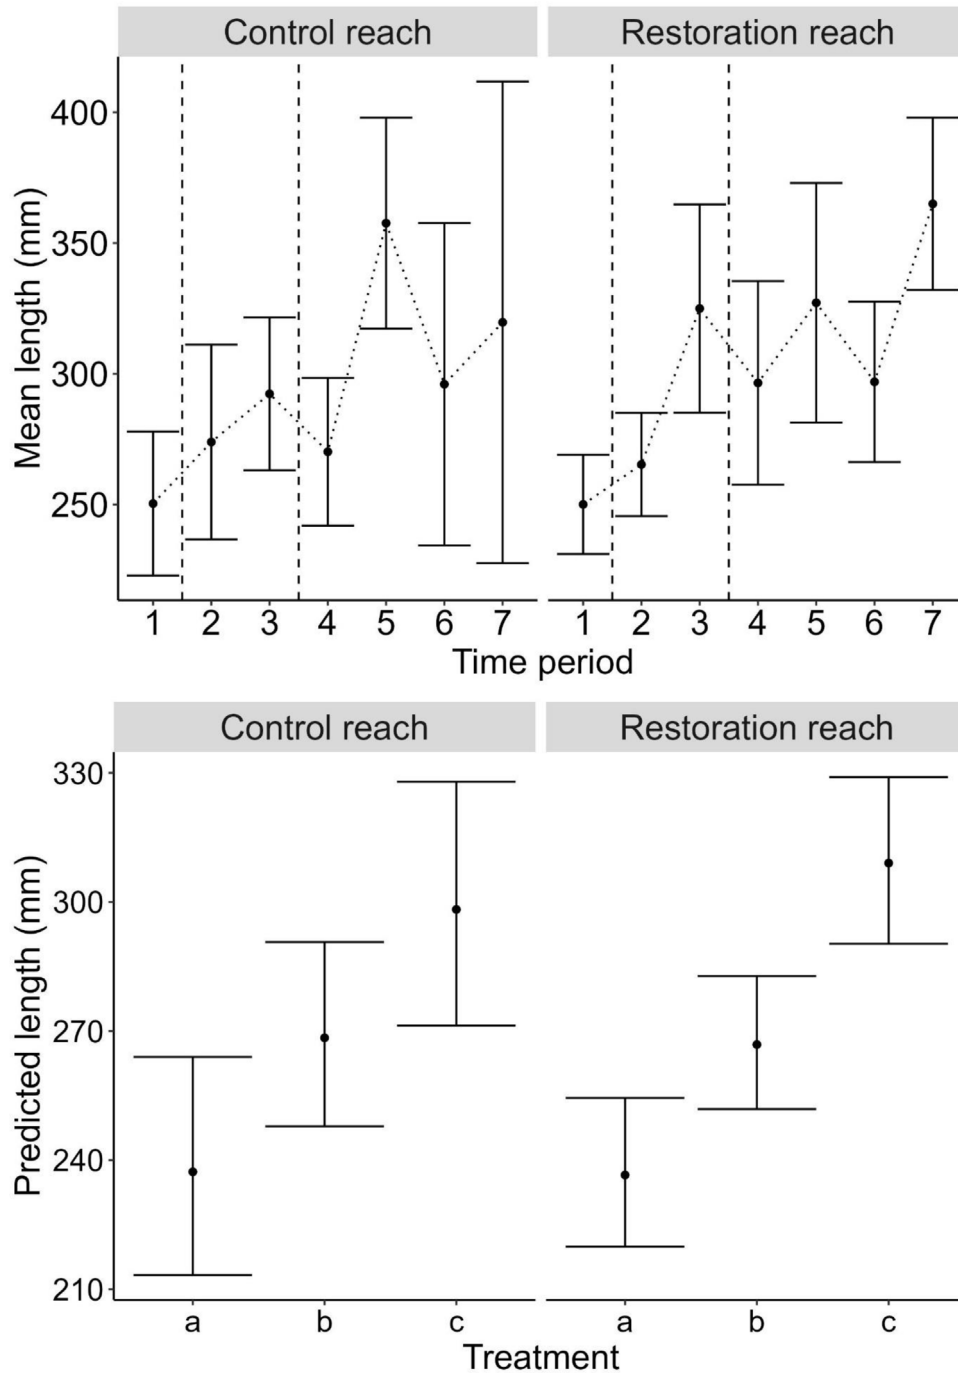 Control reach Restoration reach
Mean length (mm)
400
350
300
250
1 2 3 4 5 6 7 1 2 3 4 5 6 7
Time period
Control reach Restoration reach
Predicted length (mm)
330
300
270
240
210
a b c a b c
Treatment